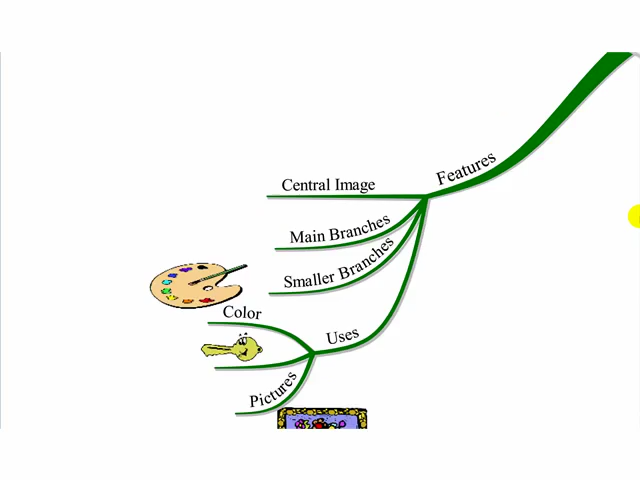 Features
Central Image
Main Branches
Smaller Branches
Uses
Color
Pictures